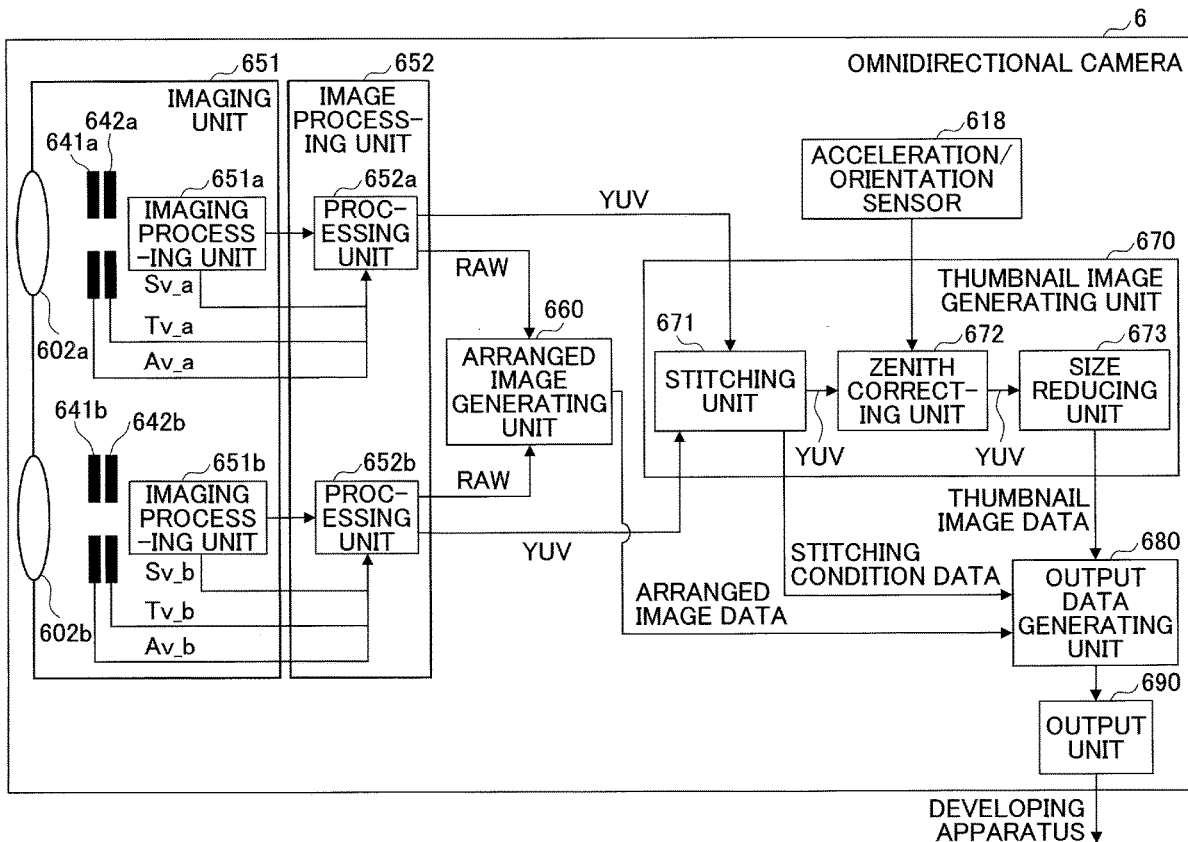 6
OMNIDIRECTIONAL CAMERA
651
IMAGING
UNIT
652
IMAGE
PROCESS-
ING UNIT
641a
642a
651a
IMAGING
PROCESS
-ING UNIT
652a
PROC-
ESSING
UNIT
Sv_a
Tv_a
Av_a
602a
YUV
RAW
618
ACCELERATION/
ORIENTATION
SENSOR
670
THUMBNAIL IMAGE
GENERATING UNIT
660
ARRANGED
IMAGE
GENERATING
UNIT
671
STITCHING
UNIT
YUV
672
ZENITH
CORRECT-
ING UNIT
YUV
673
SIZE
REDUCING
UNIT
641b
642b
651b
IMAGING
PROCESS
-ING UNIT
652b
PROC-
ESSING
UNIT
Sv_b
Tv_b
Av_b
602b
RAW
YUV
THUMBNAIL
IMAGE DATA
STITCHING
CONDITION DATA
ARRANGED
IMAGE DATA
680
OUTPUT
DATA
GENERATING
UNIT
690
OUTPUT
UNIT
DEVELOPING
APPARATUS